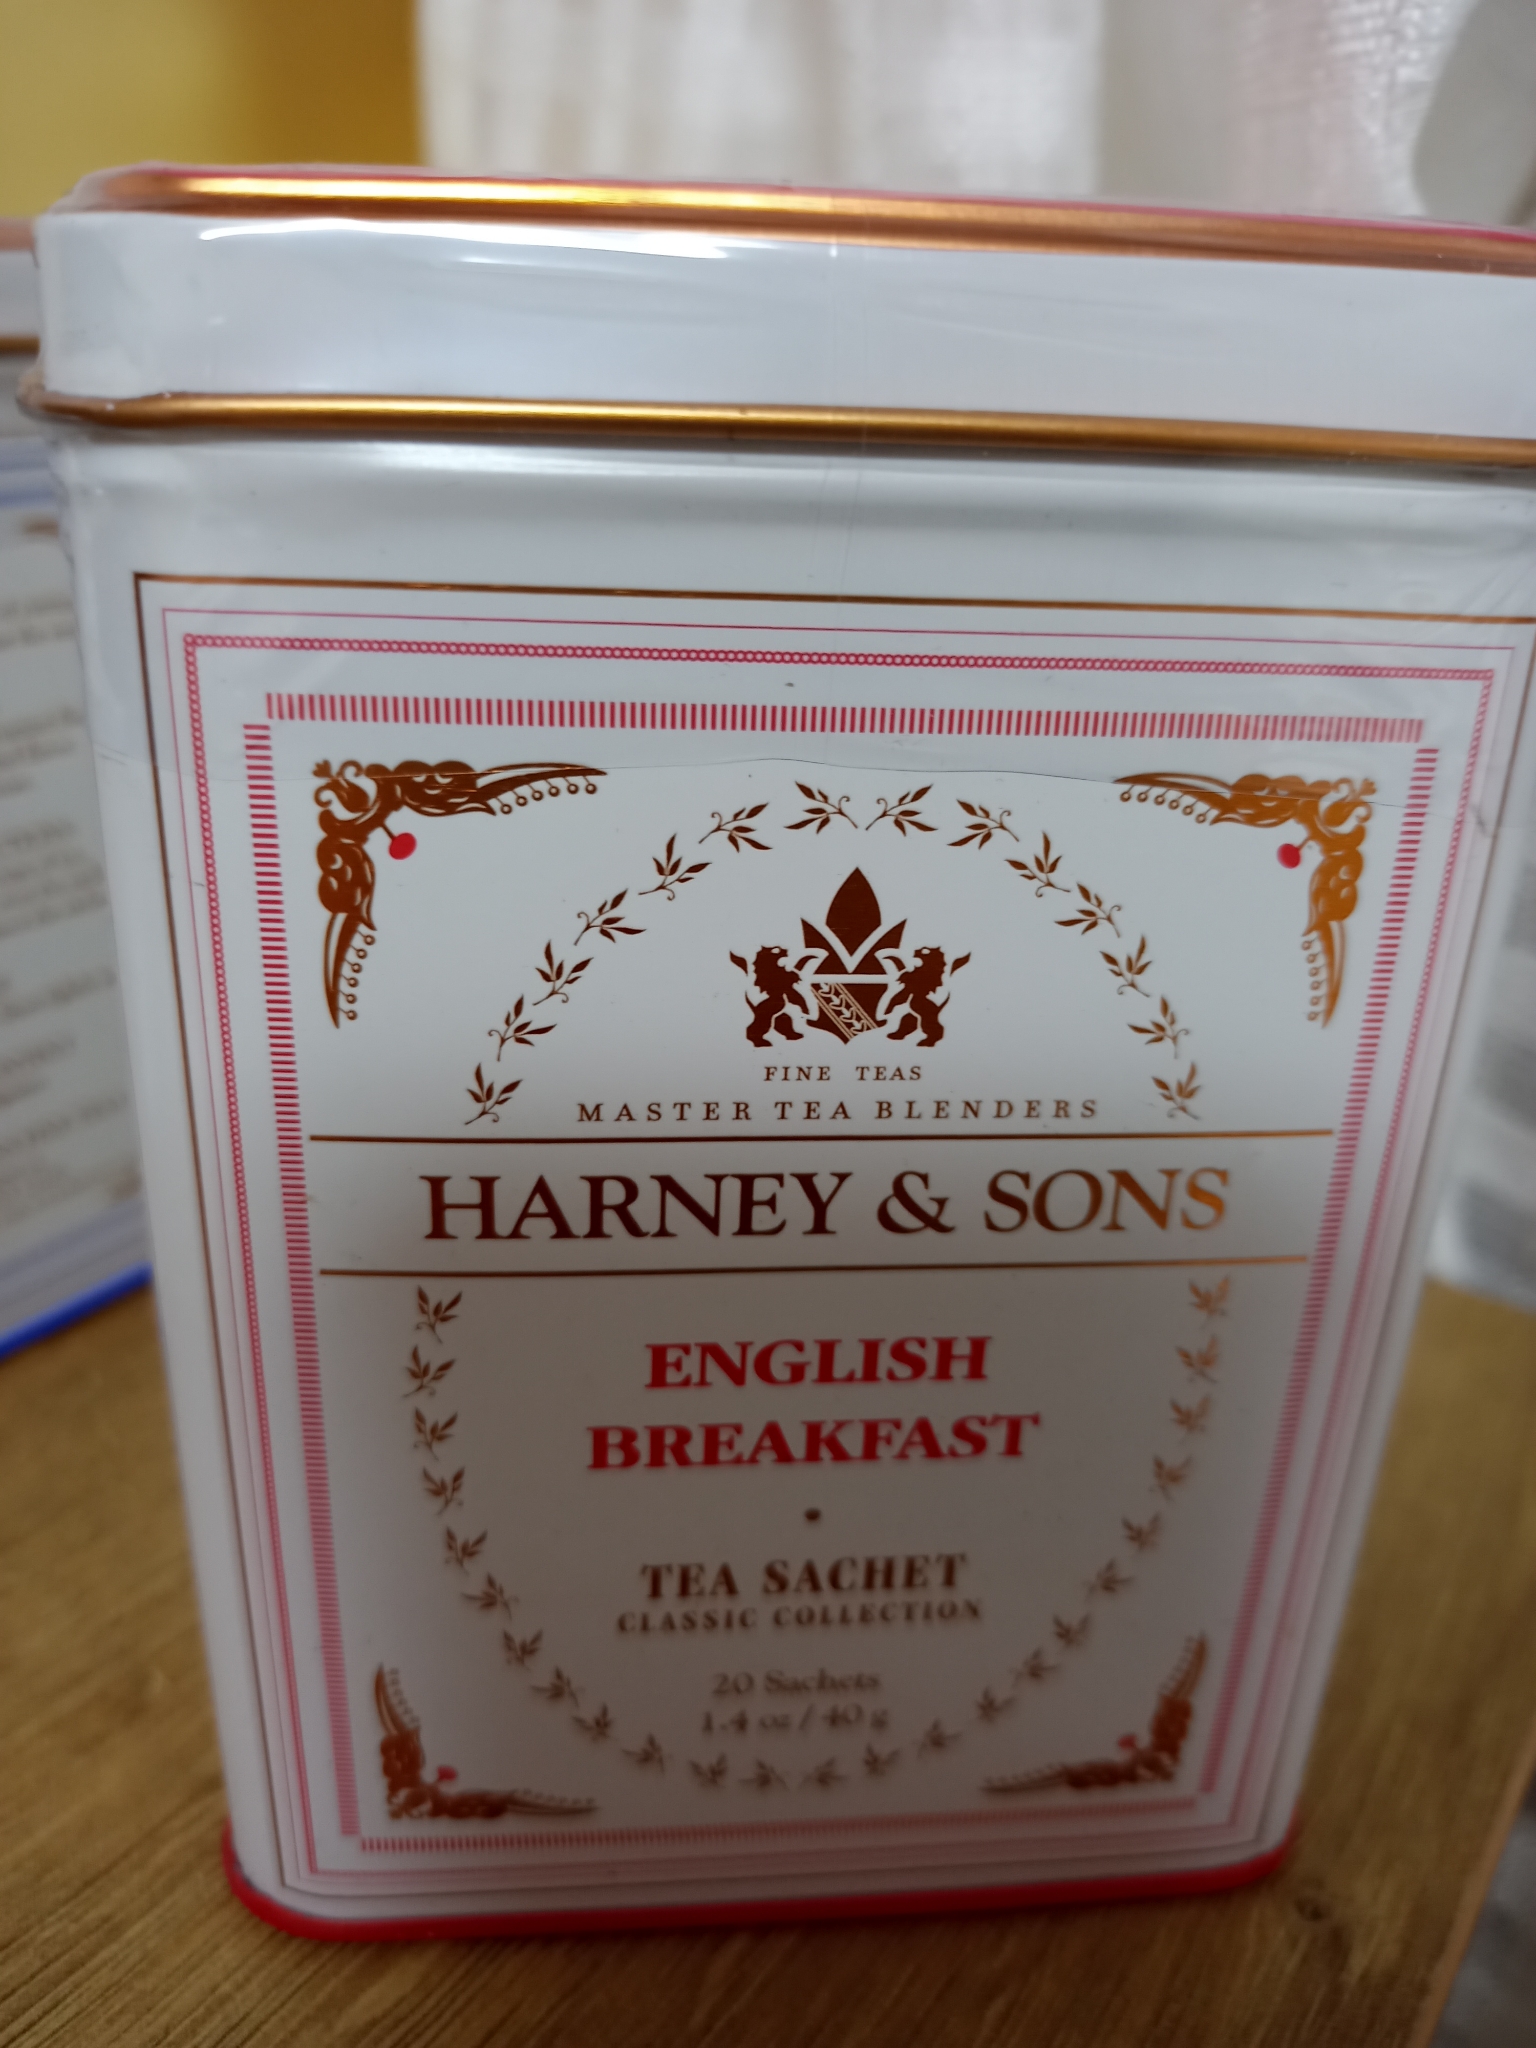 FINE TEAS
MASTER TEA BLENDERS
HARNEY & SONS
ENGLISH
BREAKFAST
•
TEA SACHET
CLASSIC COLLECTION
20 Sachets
1.4 oz / 40 g